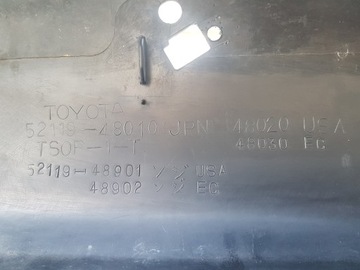 TOYOTA
52119-48010 JPN 48020 USA
TSOP-1-T 48030 EC
52119-48901 // USA
48902 // EC